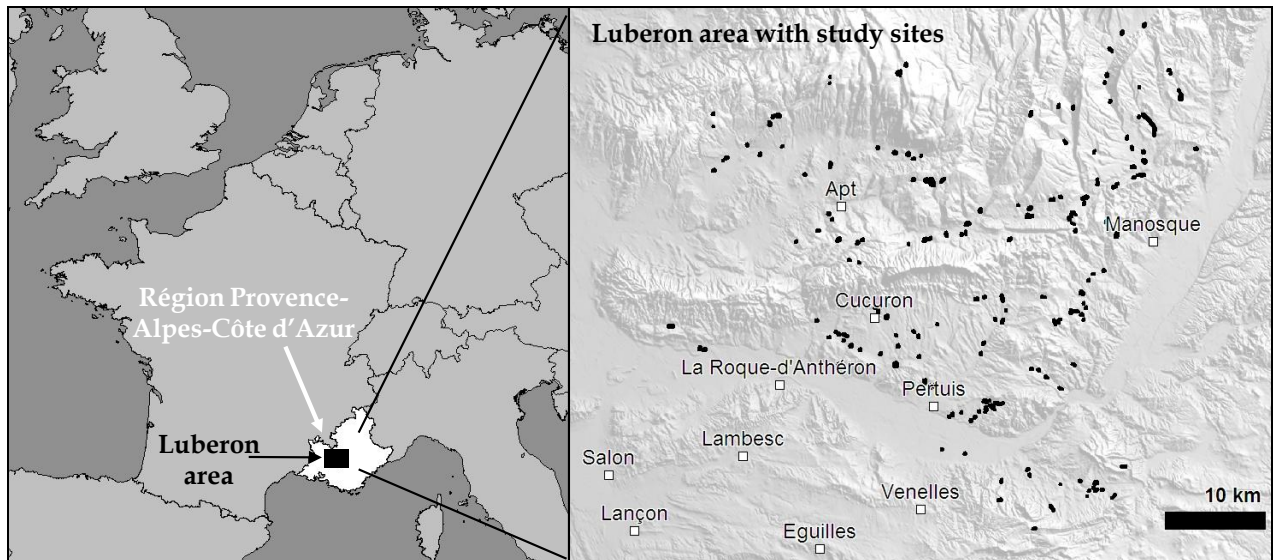 Région Provence-
Alpes-Côte d'Azur
Luberon
area
Luberon area with study sites
Apt
Manosque
Cucuron
La Roque-d'Anthéron
Pertuis
Lambesc
Salon
Venelles
10 km
Lançon
Eguilles